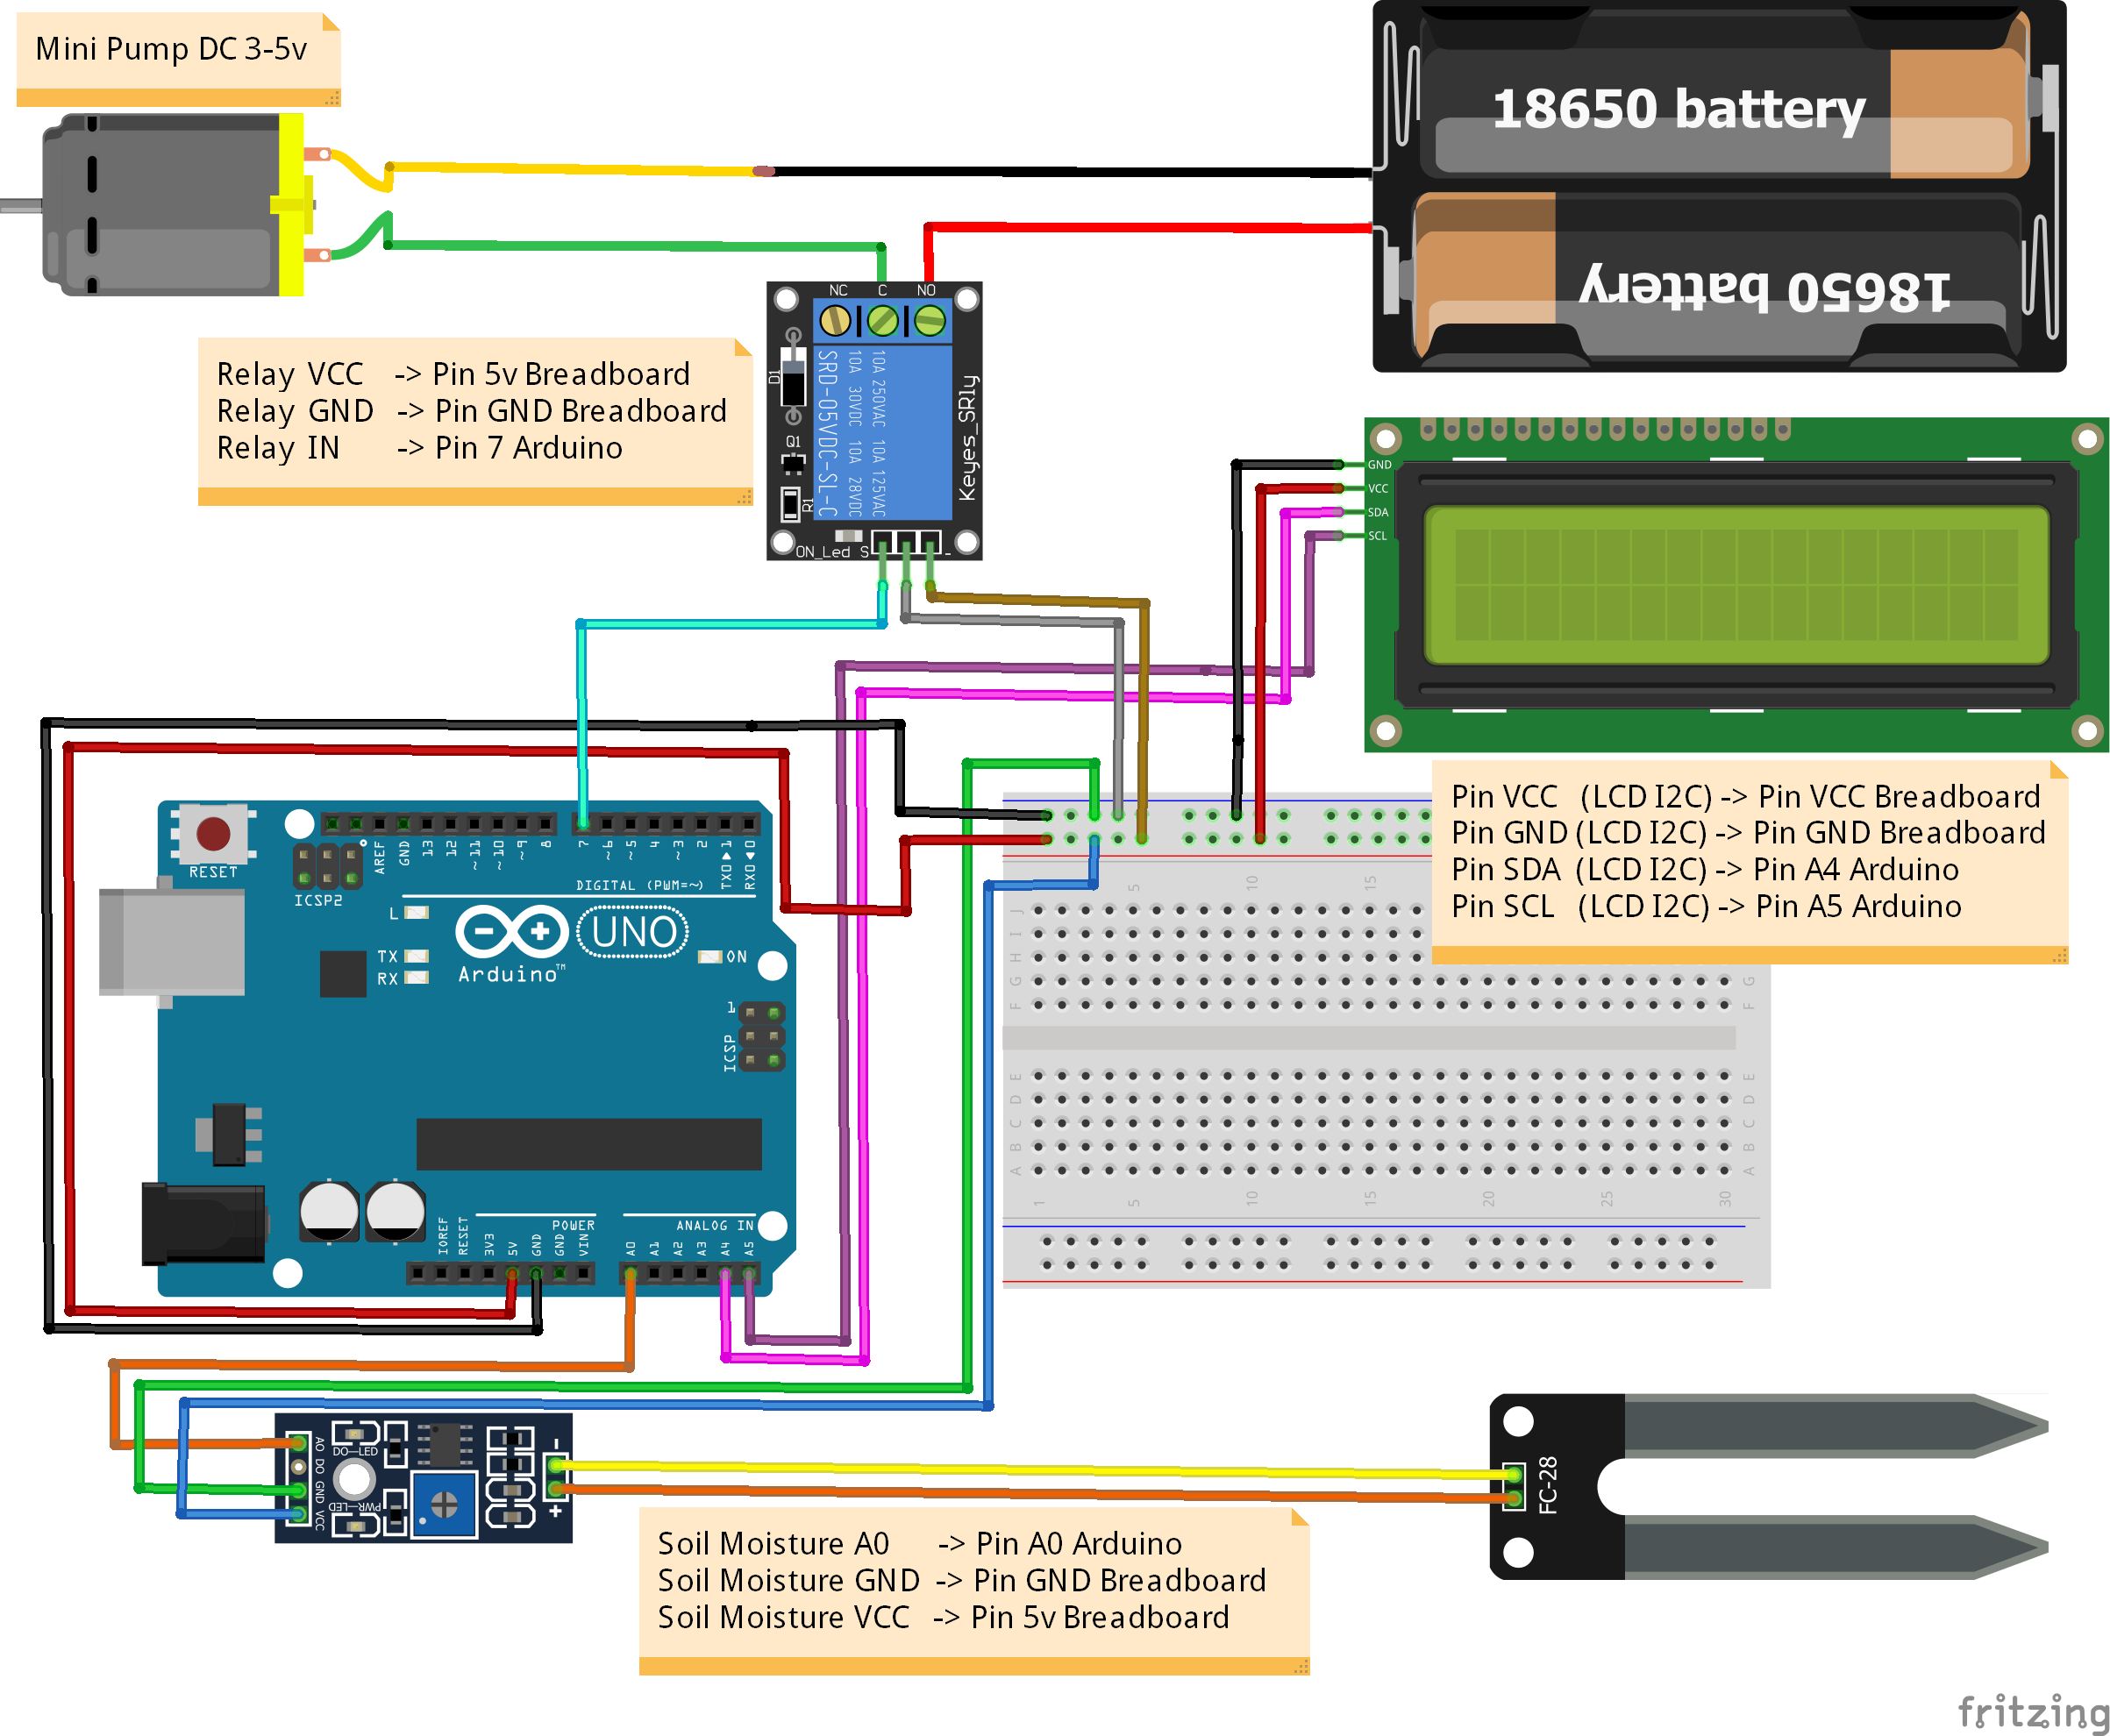 Mini Pump DC 3-5v
18650 battery
18650 battery
Relay VCC -> Pin 5v Breadboard
Relay GND -> Pin GND Breadboard
Relay IN -> Pin 7 Arduino
NC C NO
D1
Q1
R1
SRD-05VDC-SL-C
10A 30VDC 10A 28VDC
10A 250VAC 10A 125VAC
Keyes_SRly
ON_Led S -
GND
VCC
SDA
SCL
Pin VCC (LCD I2C) -> Pin VCC Breadboard
Pin GND (LCD I2C) -> Pin GND Breadboard
Pin SDA (LCD I2C) -> Pin A4 Arduino
Pin SCL (LCD I2C) -> Pin A5 Arduino
RESET
ICSP2
AREF GND 13 12 ~11 ~10 ~9 8 7 ~6 ~5 4 ~3 2 TX0▶1 RX0◀0
DIGITAL (PWM=~)
L
TX
RX
UNO
Arduino™
ON
1
ICSP
IOREF RESET 3V3 5V GND GND VIN A0 A1 A2 A3 A4 A5
POWER
ANALOG IN
5 10 15
J
I
H
G G
F F
E E
D D
C C
B B
A A
1 5 10 15 20 25 30
AO DO GND VCC
DO-LED
PWR-LED
-
+
FC-28
Soil Moisture A0 -> Pin A0 Arduino
Soil Moisture GND -> Pin GND Breadboard
Soil Moisture VCC -> Pin 5v Breadboard
fritzing